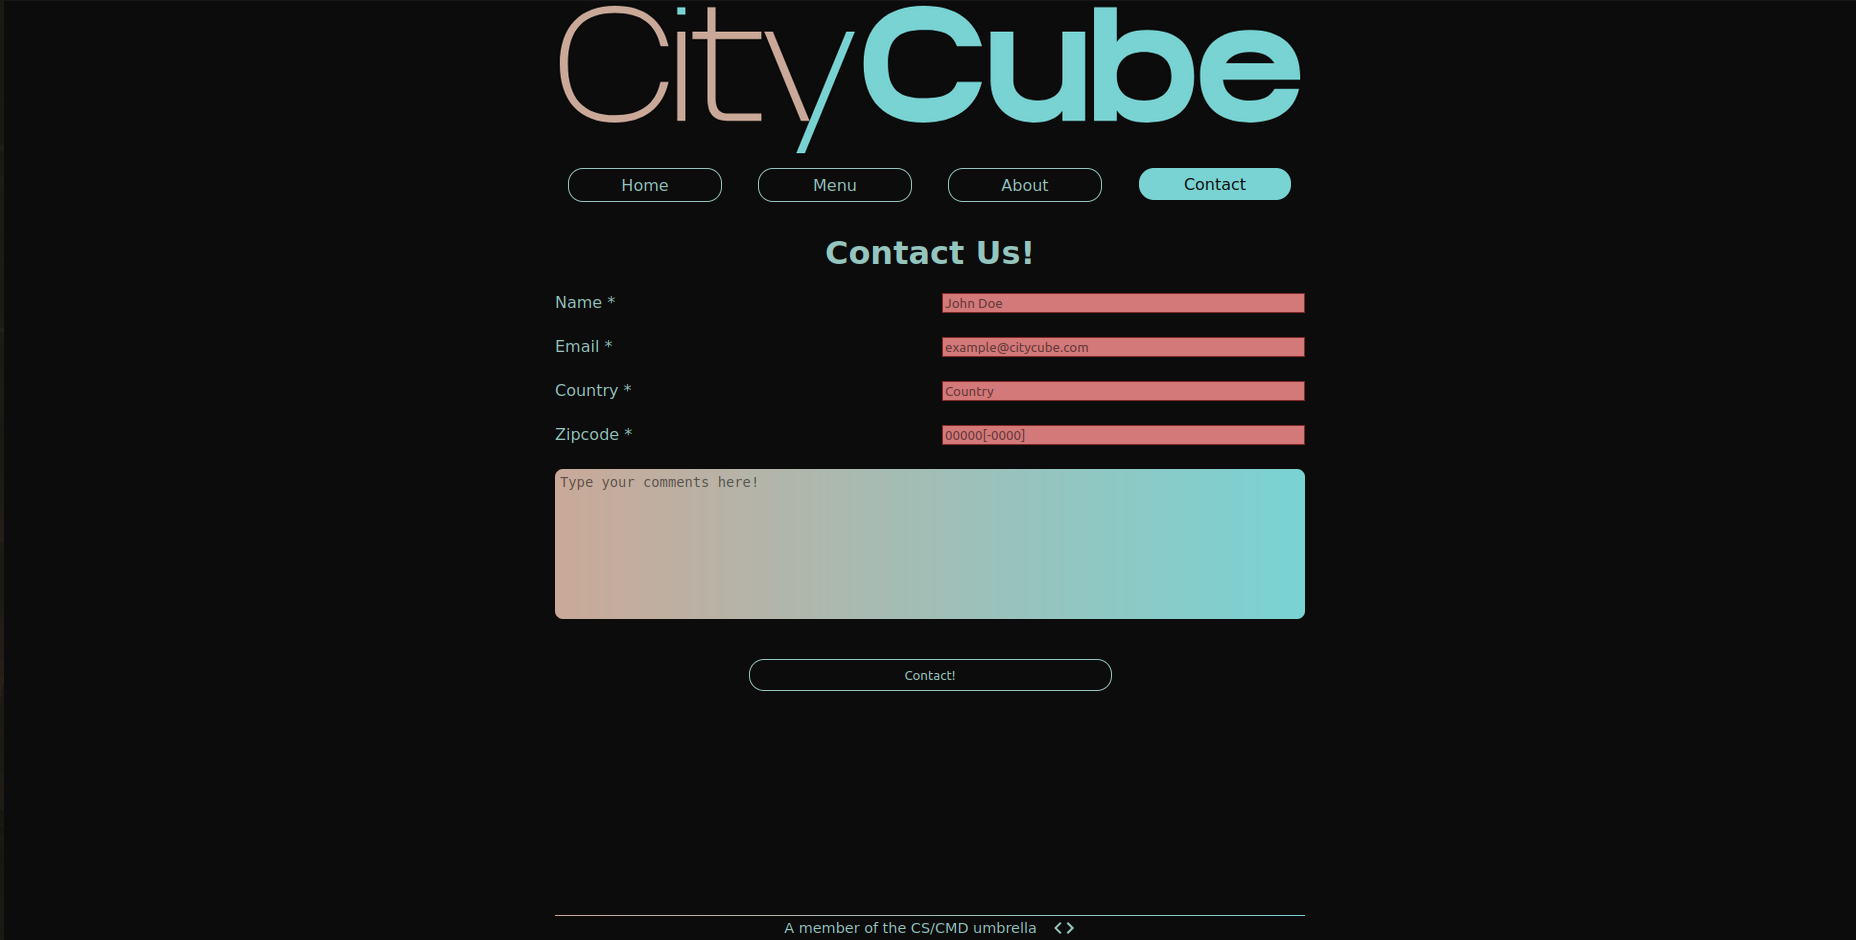 CityCube
Home Menu About Contact
Contact Us!
Name * John Doe
Email * example@citycube.com
Country * Country
Zipcode * 00000[-0000]
Type your comments here!
Contact!
A member of the CS/CMD umbrella <>